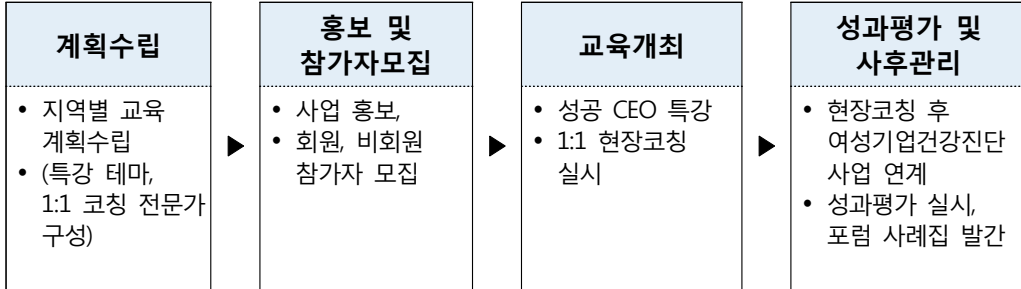 계획수립
• 지역별 교육
계획수립
• (특강 테마,
1:1 코칭 전문가
구성)
▶
홍보 및
참가자모집
• 사업 홍보,
• 회원, 비회원
참가자 모집
▶
교육개최
• 성공 CEO 특강
• 1:1 현장코칭
실시
▶
성과평가 및
사후관리
• 현장코칭 후
여성기업건강진단
사업 연계
• 성과평가 실시,
포럼 사례집 발간